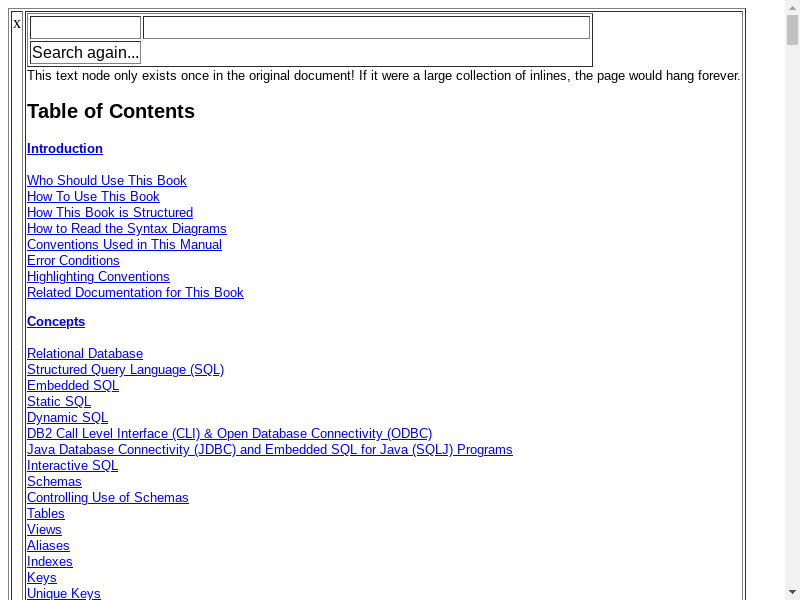 x
Search again...
This text node only exists once in the original document! If it were a large collection of inlines, the page would hang forever.
Table of Contents
Introduction
Who Should Use This Book
How To Use This Book
How This Book is Structured
How to Read the Syntax Diagrams
Conventions Used in This Manual
Error Conditions
Highlighting Conventions
Related Documentation for This Book
Concepts
Relational Database
Structured Query Language (SQL)
Embedded SQL
Static SQL
Dynamic SQL
DB2 Call Level Interface (CLI) & Open Database Connectivity (ODBC)
Java Database Connectivity (JDBC) and Embedded SQL for Java (SQLJ) Programs
Interactive SQL
Schemas
Controlling Use of Schemas
Tables
Views
Aliases
Indexes
Keys
Unique Keys